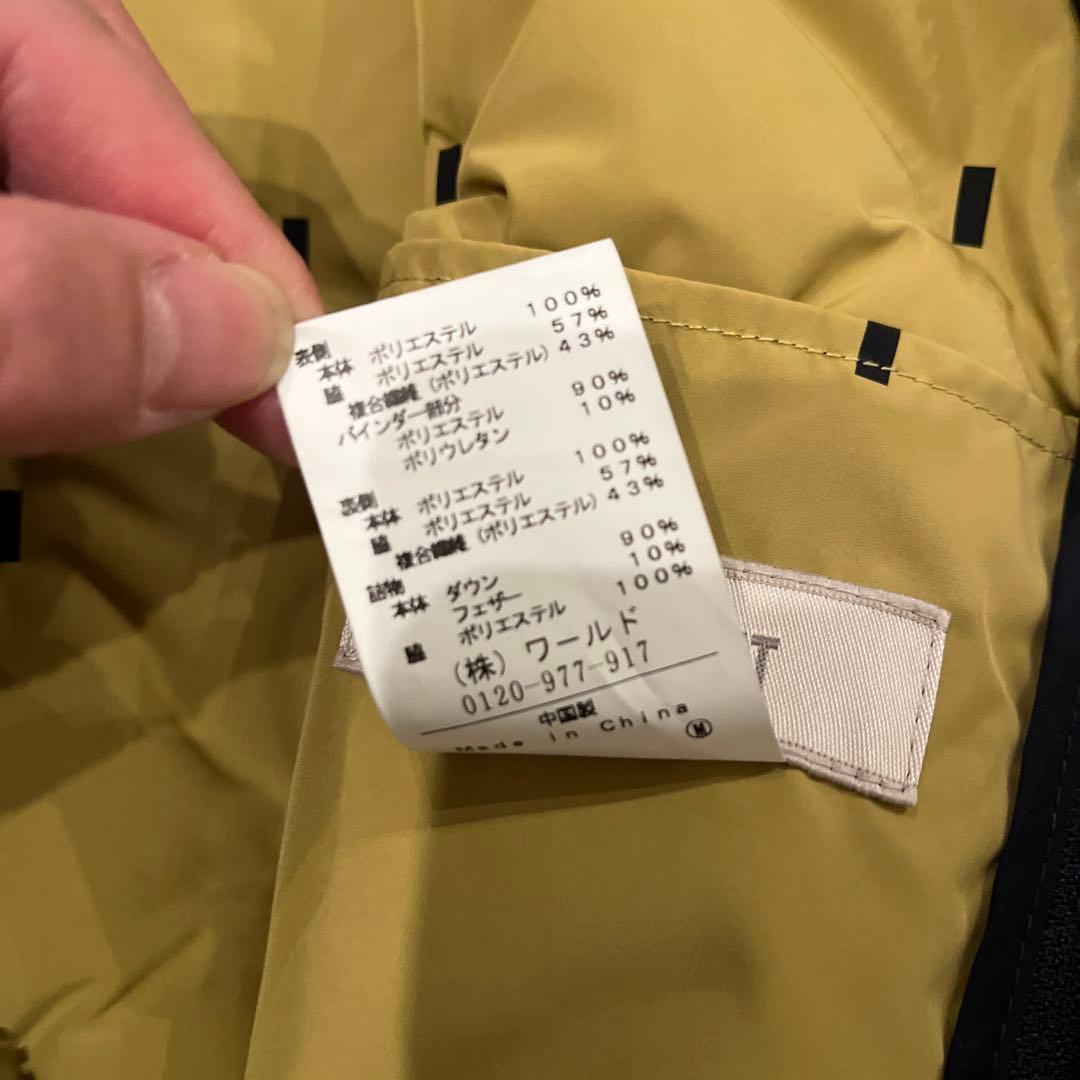 表側
本体 ポリエステル 100%
脇 ポリエステル 57%
複合繊維(ポリエステル) 43%
バインダー部分
ポリエステル 90%
ポリウレタン 10%
裏側
本体 ポリエステル 100%
脇 ポリエステル 57%
複合繊維(ポリエステル) 43%
詰物
本体 ダウン 90%
フェザー 10%
脇 ポリエステル 100%
(株) ワールド
0120-977-917
中国製
Made in China Ⓜ
T